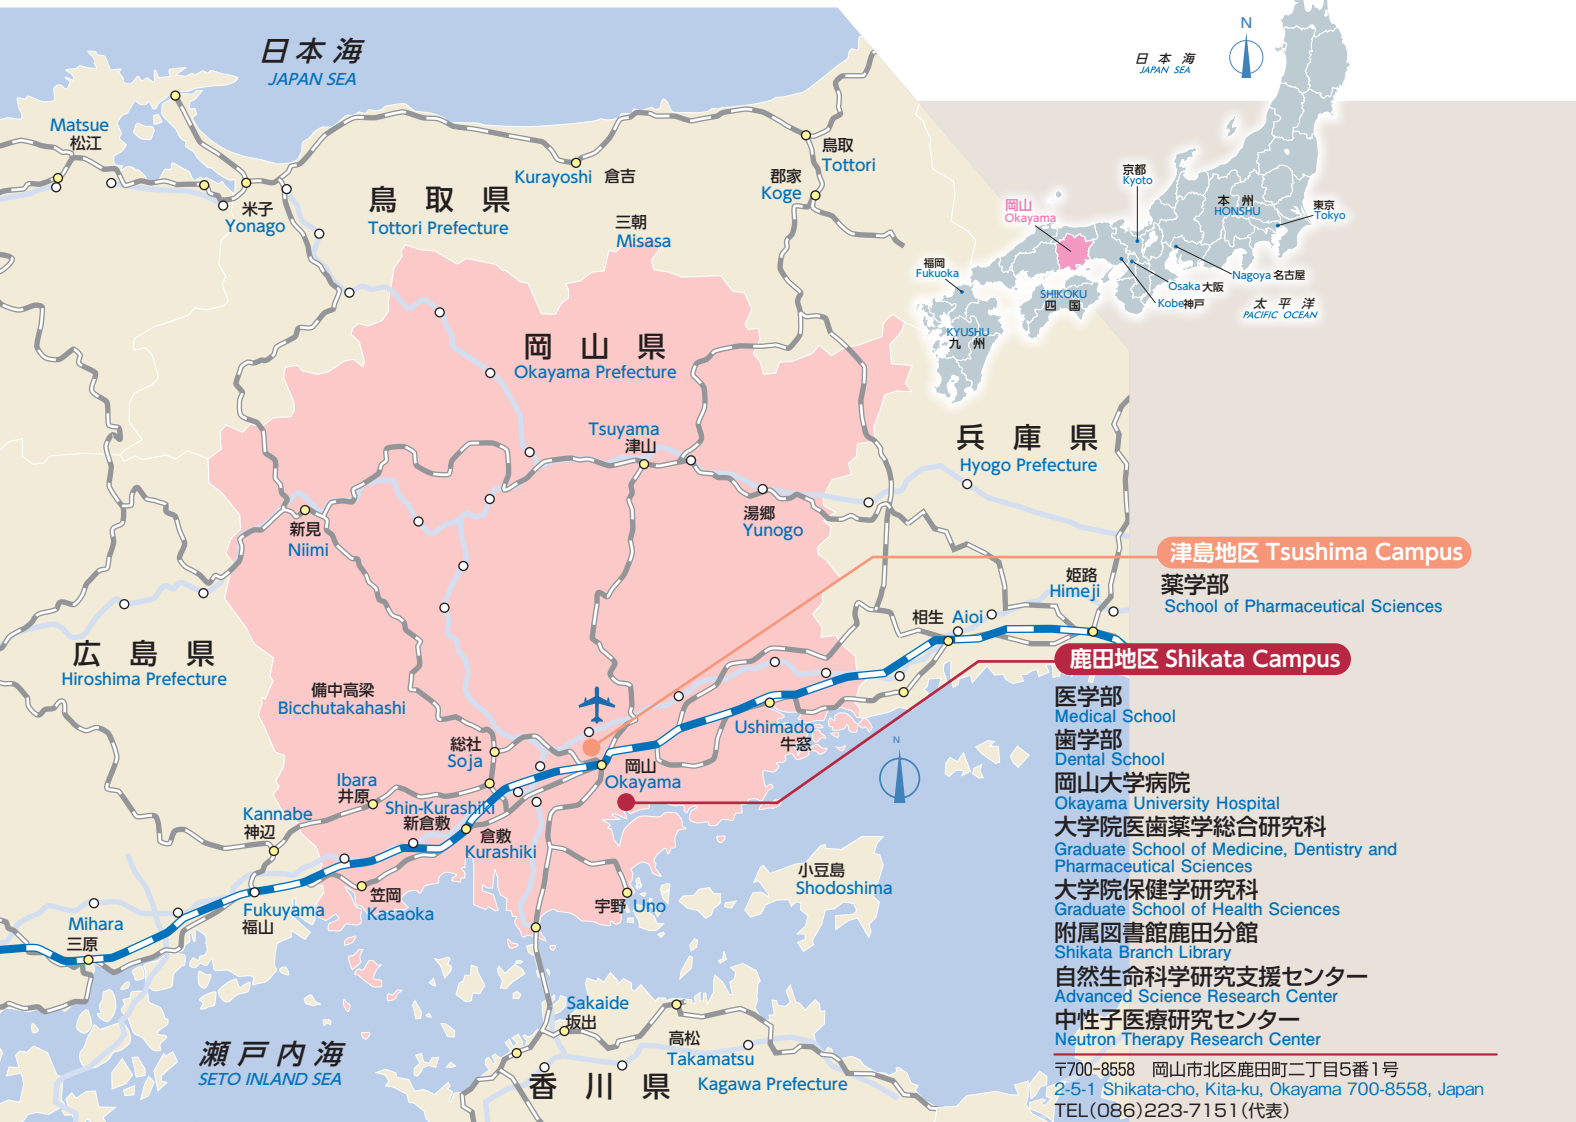 日本海
JAPAN SEA
Matsue
松江
米子
Yonago
鳥取県
Tottori Prefecture
Kurayoshi 倉吉
三朝
Misasa
鳥取
Tottori
郡家
Koge
岡山県
Okayama Prefecture
Tsuyama
津山
湯郷
Yunogo
新見
Niimi
兵庫県
Hyogo Prefecture
広島県
Hiroshima Prefecture
備中高梁
Bicchutakahashi
総社
Soja
Ibara
井原
Shin-Kurashiki
新倉敷
倉敷
Kurashiki
Kannabe
神辺
笠岡
Kasaoka
Fukuyama
福山
Mihara
三原
岡山
Okayama
Ushimado
牛窓
相生 Aioi
姫路
Himeji
宇野 Uno
小豆島
Shodoshima
N
Sakaide
坂出
高松
Takamatsu
香川県
Kagawa Prefecture
瀬戸内海
SETO INLAND SEA
N
日本海
JAPAN SEA
京都
Kyoto
岡山
Okayama
本州
HONSHU
東京
Tokyo
福岡
Fukuoka
Nagoya 名古屋
Osaka 大阪
Kobe 神戸
SHIKOKU
四国
KYUSHU
九州
太平洋
PACIFIC OCEAN
津島地区 Tsushima Campus
薬学部
School of Pharmaceutical Sciences
鹿田地区 Shikata Campus
医学部
Medical School
歯学部
Dental School
岡山大学病院
Okayama University Hospital
大学院医歯薬学総合研究科
Graduate School of Medicine, Dentistry and
Pharmaceutical Sciences
大学院保健学研究科
Graduate School of Health Sciences
附属図書館鹿田分館
Shikata Branch Library
自然生命科学研究支援センター
Advanced Science Research Center
中性子医療研究センター
Neutron Therapy Research Center
〒700-8558 岡山市北区鹿田町二丁目5番1号
2-5-1 Shikata-cho, Kita-ku, Okayama 700-8558, Japan
TEL(086)223-7151(代表)